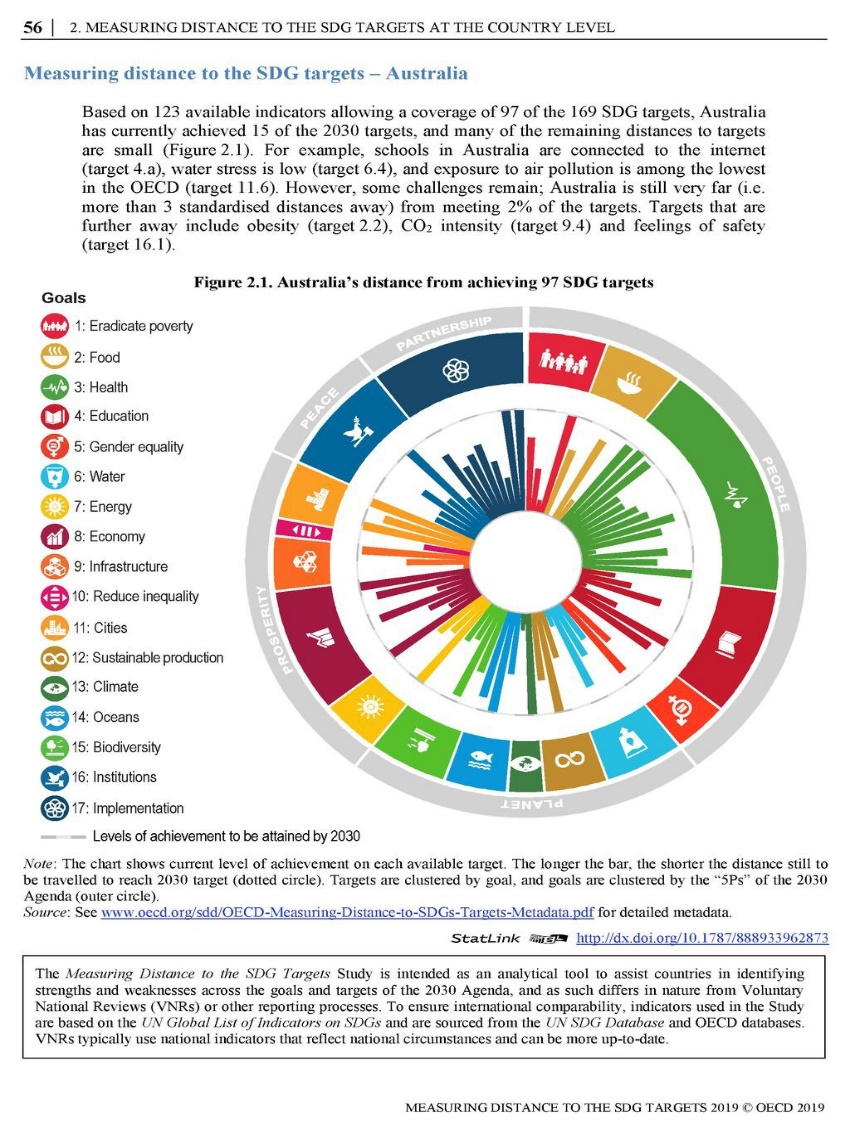 56 | 2. MEASURING DISTANCE TO THE SDG TARGETS AT THE COUNTRY LEVEL
Measuring distance to the SDG targets – Australia
Based on 123 available indicators allowing a coverage of 97 of the 169 SDG targets, Australia
has currently achieved 15 of the 2030 targets, and many of the remaining distances to targets
are small (Figure 2.1). For example, schools in Australia are connected to the internet
(target 4.a), water stress is low (target 6.4), and exposure to air pollution is among the lowest
in the OECD (target 11.6). However, some challenges remain; Australia is still very far (i.e.
more than 3 standardised distances away) from meeting 2% of the targets. Targets that are
further away include obesity (target 2.2), CO₂ intensity (target 9.4) and feelings of safety
(target 16.1).
Figure 2.1. Australia's distance from achieving 97 SDG targets
Goals
1: Eradicate poverty
2: Food
3: Health
4: Education
5: Gender equality
6: Water
7: Energy
8: Economy
9: Infrastructure
10: Reduce inequality
11: Cities
12: Sustainable production
13: Climate
14: Oceans
15: Biodiversity
16: Institutions
17: Implementation
PARTNERSHIP
PEACE
PEOPLE
PROSPERITY
PLANET
Levels of achievement to be attained by 2030
Note: The chart shows current level of achievement on each available target. The longer the bar, the shorter the distance still to
be travelled to reach 2030 target (dotted circle). Targets are clustered by goal, and goals are clustered by the “5Ps” of the 2030
Agenda (outer circle).
Source: See www.oecd.org/sdd/OECD-Measuring-Distance-to-SDGs-Targets-Metadata.pdf for detailed metadata.
StatLink http://dx.doi.org/10.1787/888933962873
The Measuring Distance to the SDG Targets Study is intended as an analytical tool to assist countries in identifying
strengths and weaknesses across the goals and targets of the 2030 Agenda, and as such differs in nature from Voluntary
National Reviews (VNRs) or other reporting processes. To ensure international comparability, indicators used in the Study
are based on the UN Global List of Indicators on SDGs and are sourced from the UN SDG Database and OECD databases.
VNRs typically use national indicators that reflect national circumstances and can be more up-to-date.
MEASURING DISTANCE TO THE SDG TARGETS 2019 © OECD 2019